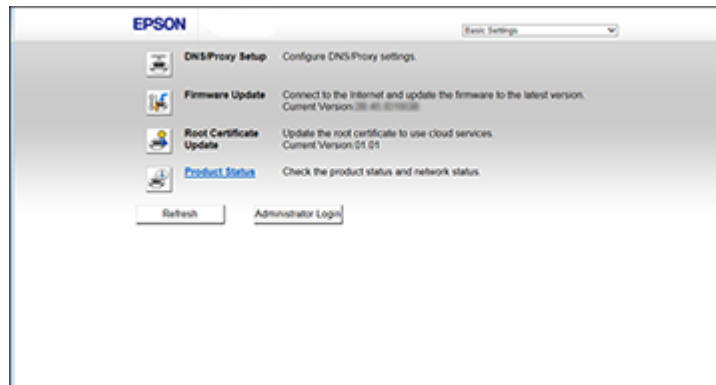 EPSON
Basic Settings
DNS/Proxy Setup Configure DNS/Proxy settings.
Firmware Update Connect to the Internet and update the firmware to the latest version.
Current Version:
Root Certificate Update the root certificate to use cloud services.
Update Current Version:01.01
Product Status Check the product status and network status.
Refresh Administrator Login